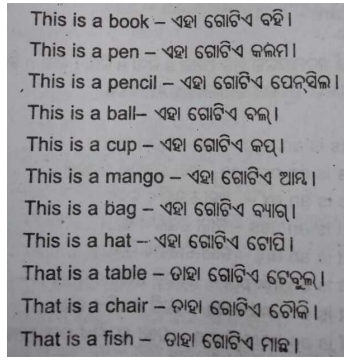 This is a book – ଏହା ଗୋଟିଏ ବହି ।
This is a pen – ଏହା ଗୋଟିଏ କଲମ ।
This is a pencil – ଏହା ଗୋଟିଏ ପେନ୍‌ସିଲ ।
This is a ball– ଏହା ଗୋଟିଏ ବଲ୍ ।
This is a cup – ଏହା ଗୋଟିଏ କପ୍ ।
This is a mango – ଏହା ଗୋଟିଏ ଆମ୍ବ ।
This is a bag – ଏହା ଗୋଟିଏ ବ୍ୟାଗ୍ ।
This is a hat – ଏହା ଗୋଟିଏ ଟୋପି ।
That is a table – ତାହା ଗୋଟିଏ ଟେବୁଲ୍ ।
That is a chair – ତାହା ଗୋଟିଏ ଚୌକି ।
That is a fish – ତାହା ଗୋଟିଏ ମାଛ ।